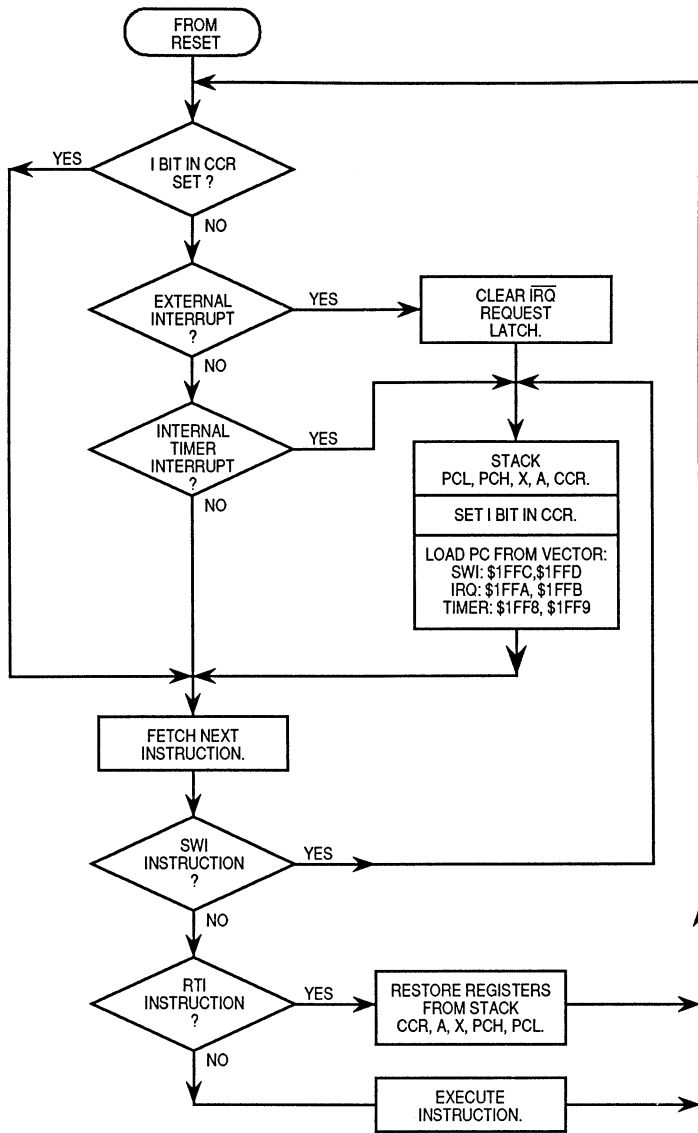 FROM
RESET
I BIT IN CCR
SET ?
YES
NO
EXTERNAL
INTERRUPT
?
YES
NO
CLEAR IRQ
REQUEST
LATCH.
INTERNAL
TIMER
INTERRUPT
?
YES
NO
STACK
PCL, PCH, X, A, CCR.
SET I BIT IN CCR.
LOAD PC FROM VECTOR:
SWI: $1FFC,$1FFD
IRQ: $1FFA, $1FFB
TIMER: $1FF8, $1FF9
FETCH NEXT
INSTRUCTION.
SWI
INSTRUCTION
?
YES
NO
RTI
INSTRUCTION
?
YES
NO
RESTORE REGISTERS
FROM STACK
CCR, A, X, PCH, PCL.
EXECUTE
INSTRUCTION.